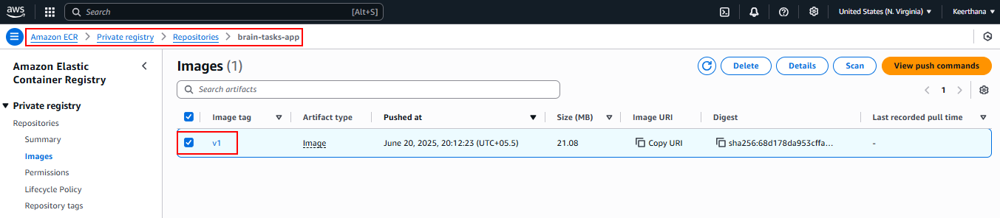 aws Search [Alt+S] United States (N. Virginia) Keerthana
Amazon ECR > Private registry > Repositories > brain-tasks-app
Amazon Elastic
Container Registry
Private registry
Repositories
Summary
Images
Permissions
Lifecycle Policy
Repository tags
Images (1) Delete Details Scan View push commands
Search artifacts
1
Image tag Artifact type Pushed at Size (MB) Image URI Digest Last recorded pull time
v1 Image June 20, 2025, 20:12:23 (UTC+05.5) 21.08 Copy URI sha256:68d178da953cffa... -